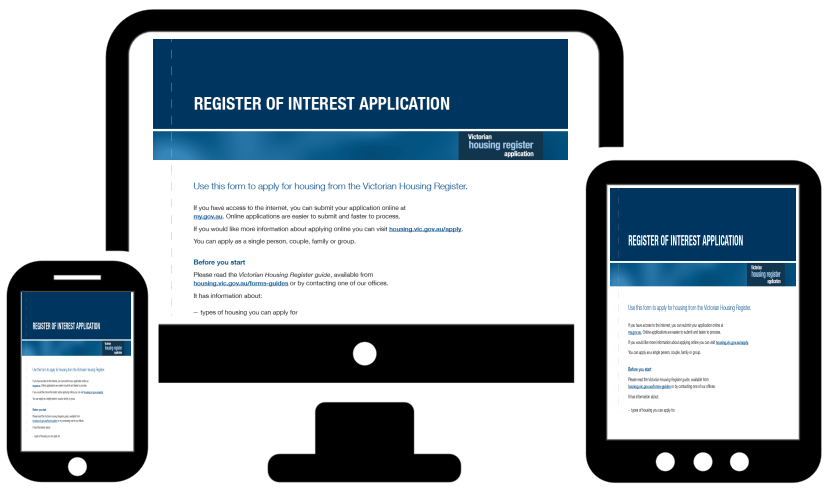 REGISTER OF INTEREST APPLICATION
Victorian
housing register
application
Use this form to apply for housing from the Victorian Housing Register.
If you have access to the internet, you can submit your application online at
my.gov.au. Online applications are easier to submit and faster to process.
If you would like more information about applying online you can visit housing.vic.gov.au/apply.
You can apply as a single person, couple, family or group.
Before you start
Please read the Victorian Housing Register guide, available from
housing.vic.gov.au/forms-guides or by contacting one of our offices.
It has information about:
– types of housing you can apply for
REGISTER OF INTEREST APPLICATION
Victorian
housing register
application
Use this form to apply for housing from the Victorian Housing Register.
If you have access to the internet, you can submit your application online at
my.gov.au. Online applications are easier to submit and faster to process.
If you would like more information about applying online you can visit housing.vic.gov.au/apply.
You can apply as a single person, couple, family or group.
Before you start
Please read the Victorian Housing Register guide, available from
housing.vic.gov.au/forms-guides or by contacting one of our offices.
It has information about:
– types of housing you can apply for
REGISTER OF INTEREST APPLICATION
Victorian
housing register
application
Use this form to apply for housing from the Victorian Housing Register.
Before you start